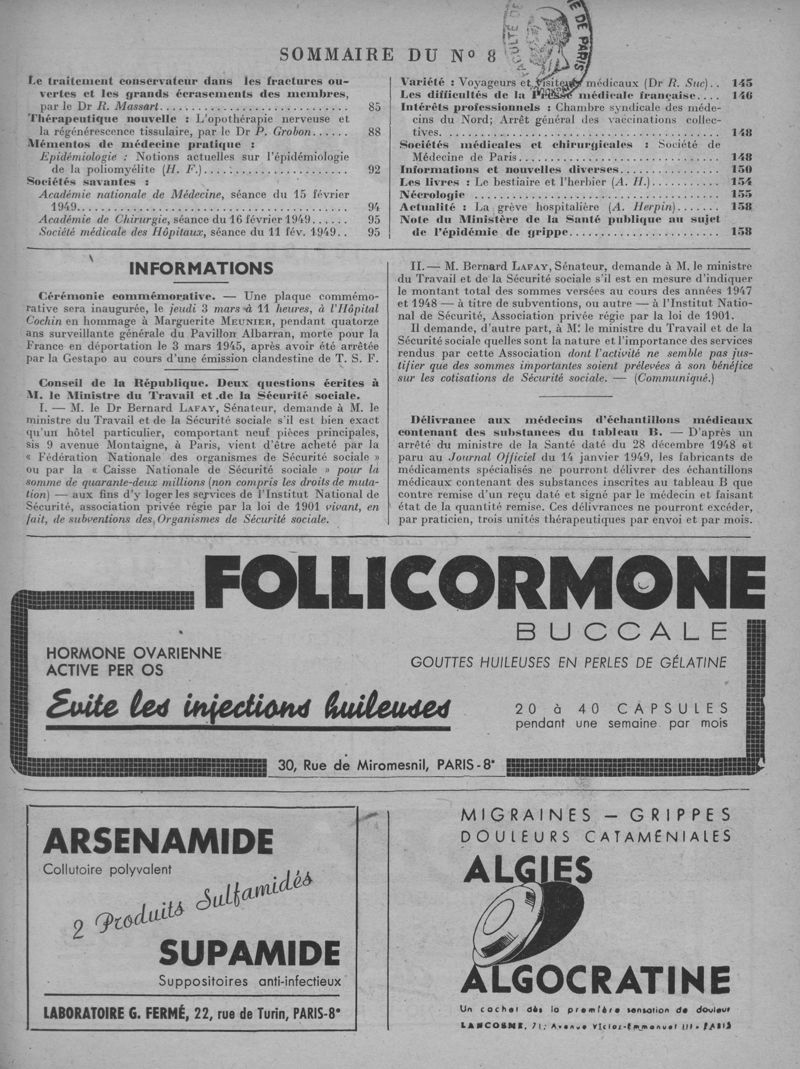 SOMMAIRE DU Nº 8
Le traitement conservateur dans les fractures ou-
vertes et les grands écrasements des membres,
par le Dr R. Massart............................ 85
Thérapeutique nouvelle : L'opothérapie nerveuse et
la régénérescence tissulaire, par le Dr P. Grobon...... 88
Mémentos de médecine pratique :
Epidémiologie : Notions actuelles sur l'épidémiologie
de la poliomyélite (H. F.)...................... 92
Sociétés savantes :
Académie nationale de Médecine, séance du 15 février
1949.......................................... 94
Académie de Chirurgie, séance du 16 février 1949...... 95
Société médicale des Hôpitaux, séance du 11 fév. 1949.. 95
Variété : Voyageurs et visiteurs médicaux (Dr R. Suc).. 145
Les difficultés de la Presse médicale française.... 146
Intérêts professionnels : Chambre syndicale des méde-
cins du Nord; Arrêt général des vaccinations collec-
tives. .......................................... 148
Sociétés médicales et chirurgicales : Société de
Médecine de Paris.................................. 148
Informations et nouvelles diverses............... 150
Les livres : Le bestiaire et l'herbier (A. H.)........... 154
Nécrologie ...................................... 155
Actualité : La grève hospitalière (A. Herpin)....... 158
Note du Ministère de la Santé publique au sujet
de l'épidémie de grippe....................... 158
INFORMATIONS
Cérémonie commémorative. — Une plaque commémo-
rative sera inaugurée, le jeudi 3 mars à 11 heures, à l'Hôpital
Cochin en hommage à Marguerite MEUNIER, pendant quatorze
ans surveillante générale du Pavillon Albarran, morte pour la
France en déportation le 3 mars 1945, après avoir été arrêtée
par la Gestapo au cours d'une émission clandestine de T. S. F.
Conseil de la République. Deux questions écrites à
M. le Ministre du Travail et de la Sécurité sociale.
I. — M. le Dr Bernard LAFAY, Sénateur, demande à M. le
ministre du Travail et de la Sécurité sociale s'il est bien exact
qu'un hôtel particulier, comportant neuf pièces principales,
sis 9 avenue Montaigne, à Paris, vient d'être acheté par la
« Fédération Nationale des organismes de Sécurité sociale »
ou par la « Caisse Nationale de Sécurité sociale » pour la
somme de quarante-deux millions (non compris les droits de muta-
tion) — aux fins d'y loger les services de l'Institut National de
Sécurité, association privée régie par la loi de 1901 vivant, en
fait, de subventions des Organismes de Sécurité sociale.
II. — M. Bernard LAFAY, Sénateur, demande à M. le ministre
du Travail et de la Sécurité sociale s'il est en mesure d'indiquer
le montant total des sommes versées au cours des années 1947
et 1948 — à titre de subventions, ou autre — à l'Institut Natio-
nal de Sécurité, Association privée régie par la loi de 1901.
Il demande, d'autre part, à M. le ministre du Travail et de la
Sécurité sociale quelles sont la nature et l'importance des services
rendus par cette Association dont l'activité ne semble pas jus-
tifier que des sommes importantes soient prélevées à son bénéfice
sur les cotisations de Sécurité sociale. — (Communiqué.)
Délivrance aux médecins d'échantillons médicaux
contenant des substances du tableau B. — D'après un
arrêté du ministre de la Santé daté du 28 décembre 1948 et
paru au Journal Officiel du 14 janvier 1949, les fabricants de
médicaments spécialisés ne pourront délivrer des échantillons
médicaux contenant des substances inscrites au tableau B que
contre remise d'un reçu daté et signé par le médecin et faisant
état de la quantité remise. Ces délivrances ne pourront excéder,
par praticien, trois unités thérapeutiques par envoi et par mois.
FOLLICORMONE
BUCCALE
HORMONE OVARIENNE
ACTIVE PER OS
GOUTTES HUILEUSES EN PERLES DE GÉLATINE
Evite les injections huileuses
20 à 40 CAPSULES
pendant une semaine par mois
30, Rue de Miromesnil, PARIS-8e
ARSENAMIDE
Collutoire polyvalent
2 Produits Sulfamidés
SUPAMIDE
Suppositoires anti-infectieux
LABORATOIRE G. FERMÉ, 22, rue de Turin, PARIS-8e
MIGRAINES – GRIPPES
DOULEURS CATAMÉNIALES
ALGIES
ALGOCRATINE
Un cachet dès la première sensation de douleur
LANCOSME, 71, Avenue Victor-Emmanuel III - PARIS